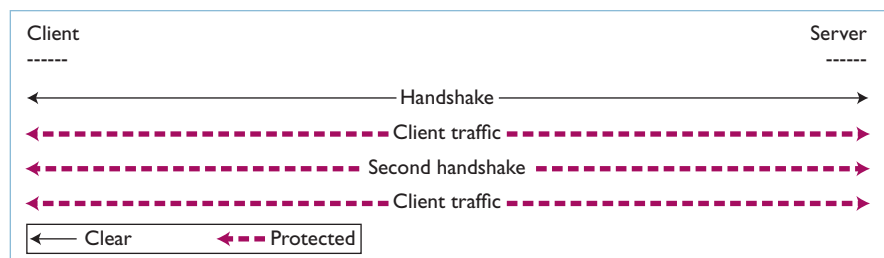 Client Server
------ ------
Handshake
Client traffic
Second handshake
Client traffic
Clear Protected